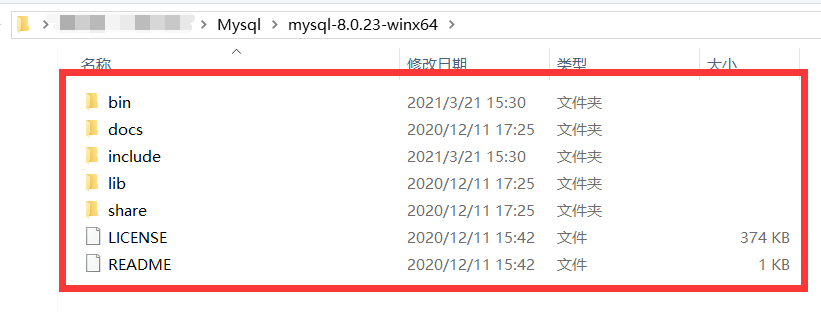 Mysql > mysql-8.0.23-winx64 >
名称 修改日期 类型 大小
bin 2021/3/21 15:30 文件夹
docs 2020/12/11 17:25 文件夹
include 2021/3/21 15:30 文件夹
lib 2020/12/11 17:25 文件夹
share 2020/12/11 17:25 文件夹
LICENSE 2020/12/11 15:42 文件 374 KB
README 2020/12/11 15:42 文件 1 KB